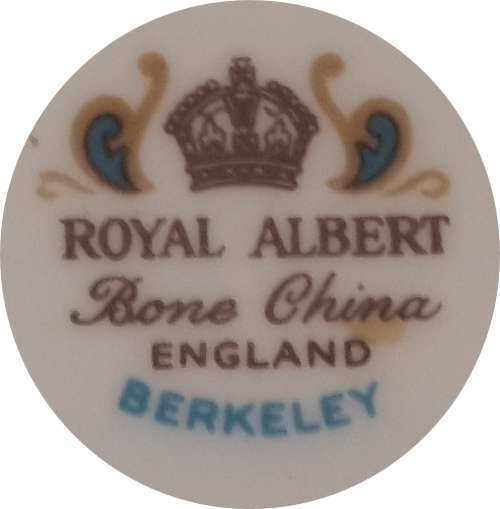 ROYAL ALBERT
Bone China
ENGLAND
BERKELEY